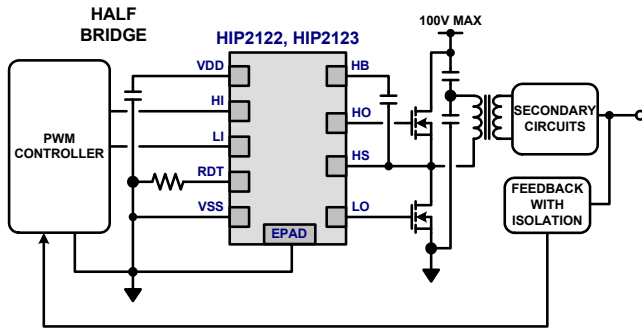 HALF
BRIDGE
HIP2122, HIP2123
100V MAX
VDD
HB
HI
HO
LI
HS
RDT
VSS
LO
EPAD
PWM
CONTROLLER
SECONDARY
CIRCUITS
FEEDBACK
WITH
ISOLATION